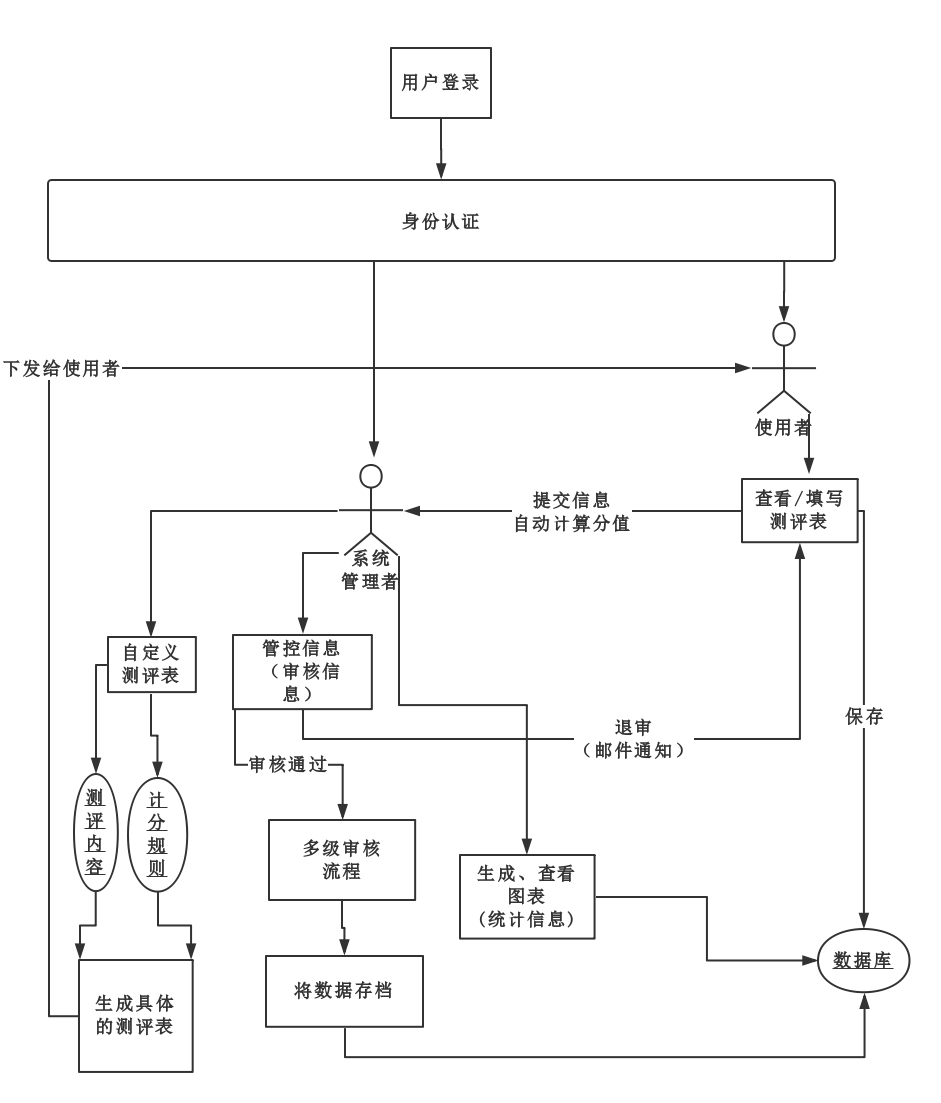 用户登录
身份认证
下发给使用者
使用者
提交信息
自动计算分值
查看/填写
测评表
系统
管理者
自定义
测评表
管控信息
（审核信
息）
保存
退审
（邮件通知）
审核通过
测
评
内
容
计
分
规
则
多级审核
流程
生成、查看
图表
（统计信息）
数据库
将数据存档
生成具体
的测评表